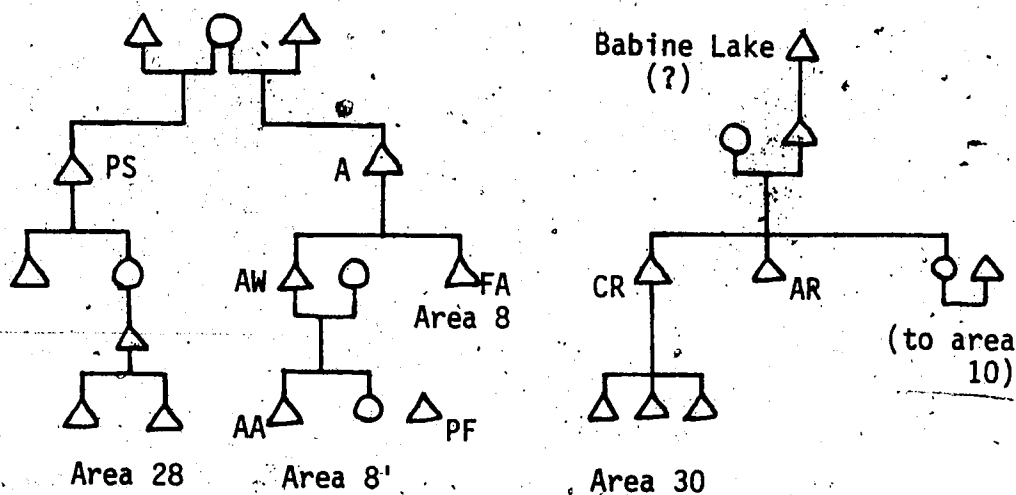 Babine Lake
(?)
PS
A
AW
FA
Area 8
CR
AR
(to area
10)
AA
PF
Area 28
Area 8'
Area 30